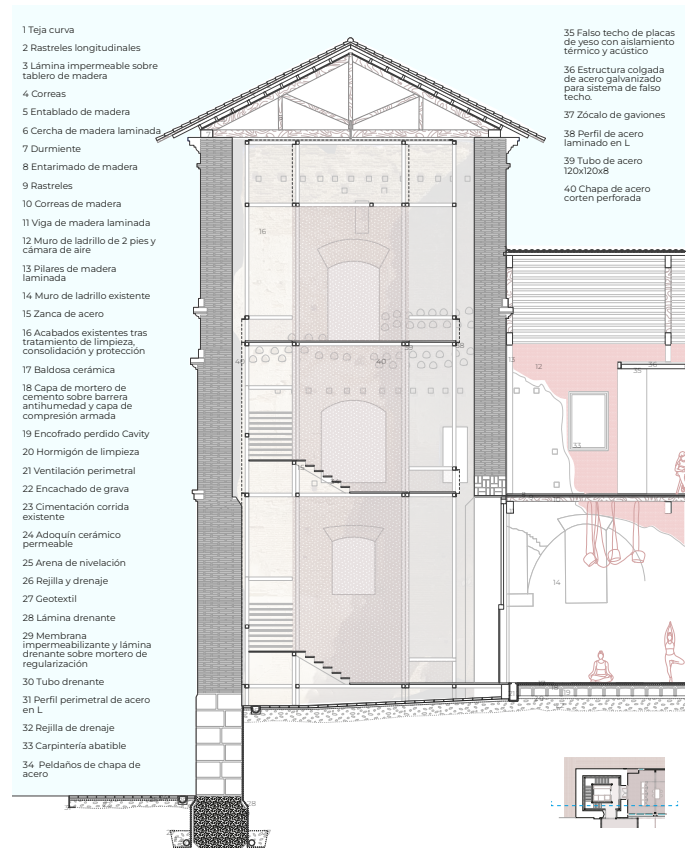 1 Teja curva
2 Rastreles longitudinales
3 Lámina impermeable sobre
tablero de madera
4 Correas
5 Entablado de madera
6 Cercha de madera laminada
7 Durmiente
8 Entarimado de madera
9 Rastreles
10 Correas de madera
11 Viga de madera laminada
12 Muro de ladrillo de 2 pies y
cámara de aire
13 Pilares de madera
laminada
14 Muro de ladrillo existente
15 Zanca de acero
16 Acabados existentes tras
tratamiento de limpieza,
consolidación y protección
17 Baldosa cerámica
18 Capa de mortero de
cemento sobre barrera
antihumedad y capa de
compresión armada
19 Encofrado perdido Cavity
20 Hormigón de limpieza
21 Ventilación perimetral
22 Encachado de grava
23 Cimentación corrida
existente
24 Adoquín cerámico
permeable
25 Arena de nivelación
26 Rejilla y drenaje
27 Geotextil
28 Lámina drenante
29 Membrana
impermeabilizante y lámina
drenante sobre mortero de
regularización
30 Tubo drenante
31 Perfil perimetral de acero
en L
32 Rejilla de drenaje
33 Carpintería abatible
34 Peldaños de chapa de
acero
35 Falso techo de placas
de yeso con aislamiento
térmico y acústico
36 Estructura colgada
de acero galvanizado
para sistema de falso
techo.
37 Zócalo de gaviones
38 Perfil de acero
laminado en L
39 Tubo de acero
120x120x8
40 Chapa de acero
corten perforada
16
40
13
12
36
35
33
14